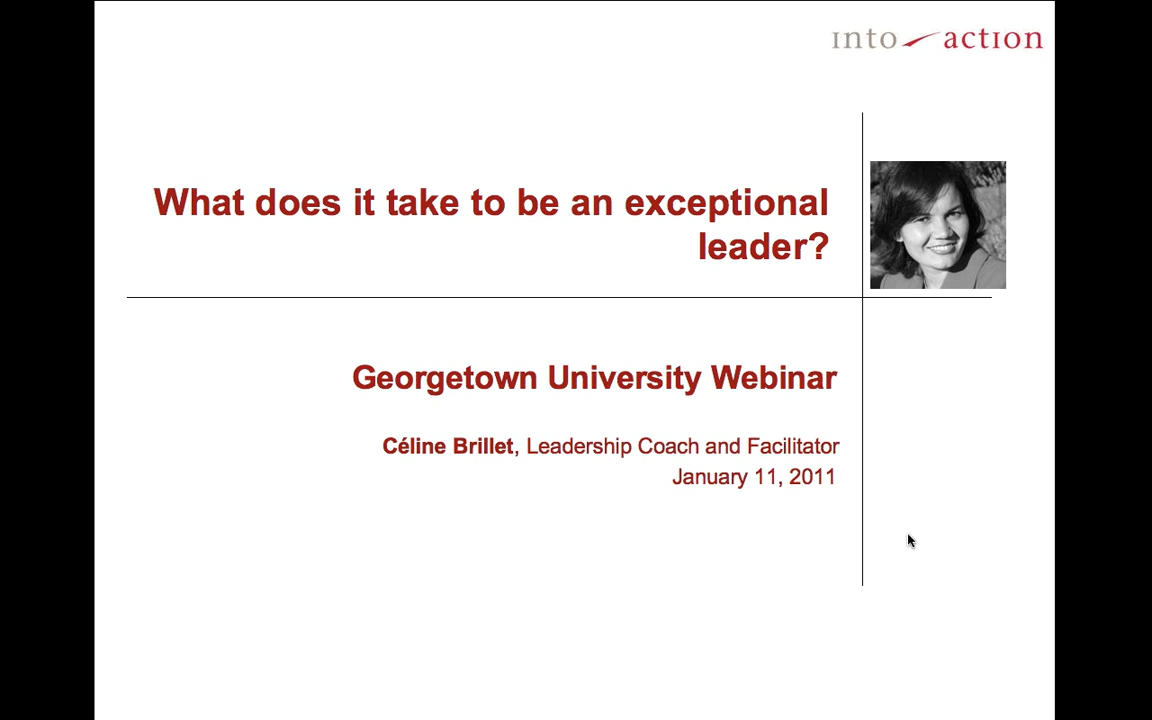 into action
What does it take to be an exceptional
leader?
Georgetown University Webinar
Céline Brillet, Leadership Coach and Facilitator
January 11, 2011